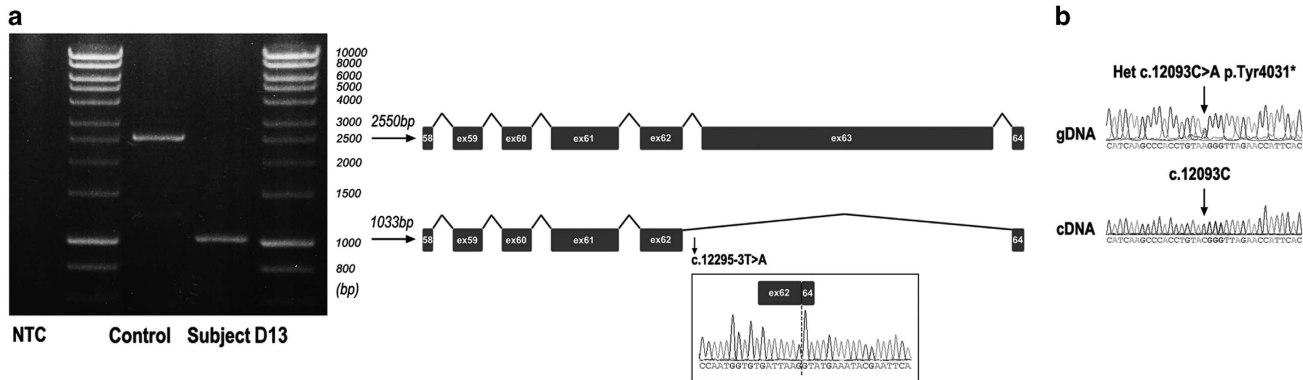 a
NTC
Control
Subject D13
10000
8000
6000
5000
4000
3000
2500
2000
1500
1000
800
(bp)
2550bp
58 ex59 ex60 ex61 ex62 ex63 64
1033bp
58 ex59 ex60 ex61 ex62 64
c.12295-3T>A
ex62 64
CCAATGGTGTGATTAAGGTATGAAATACGAATTCA
b
Het c.12093C>A p.Tyr4031*
gDNA
CATCAAGCCCACCTGTAAGGGTTAGAACCATTCAC
c.12093C
cDNA
CATCAAGCCCACCTGTACGGGTTAGAACCATTCAC